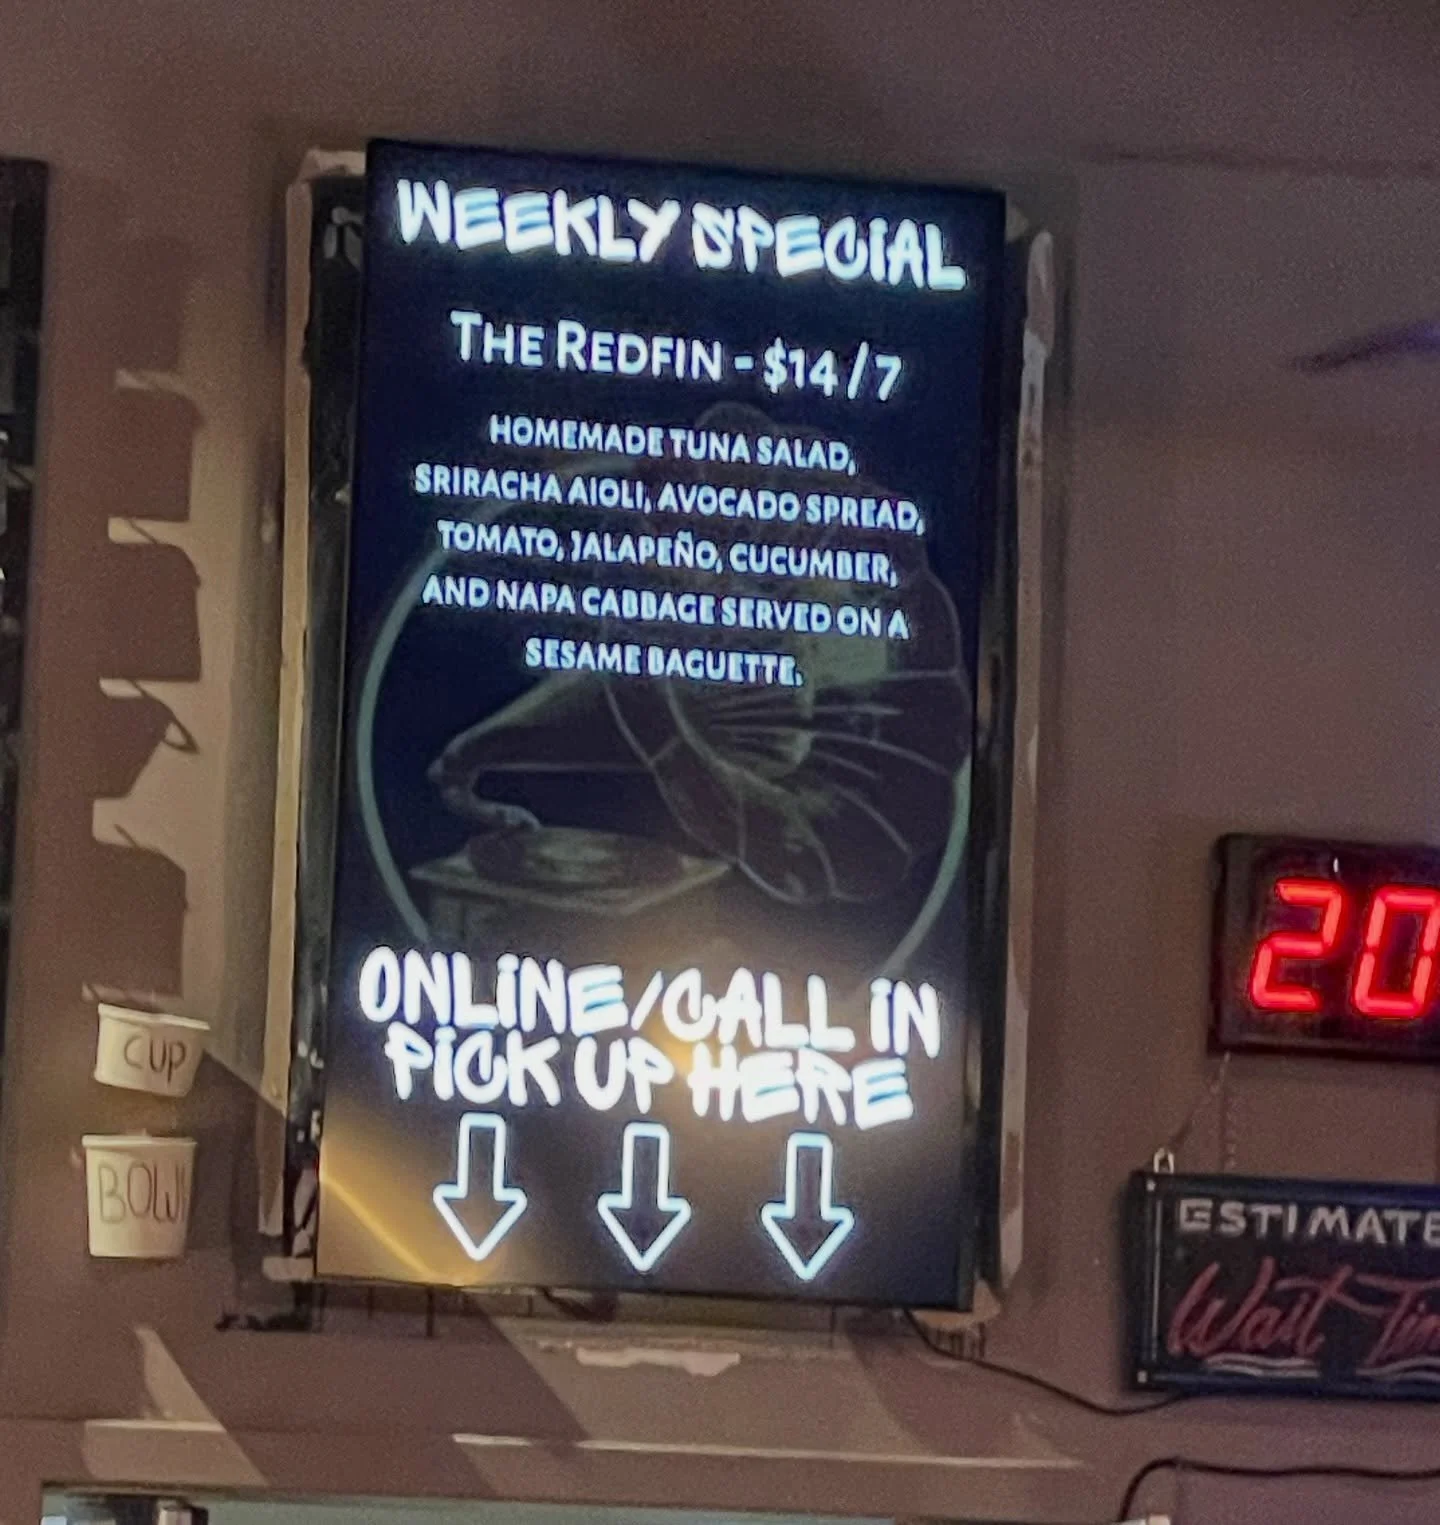 WEEKLY SPECIAL
THE REDFIN - $14/7
HOMEMADE TUNA SALAD,
SRIRACHA AIOLI, AVOCADO SPREAD,
TOMATO, JALAPEÑO, CUCUMBER,
AND NAPA CABBAGE SERVED ON A
SESAME BAGUETTE.
ONLINE/CALL IN
PICK UP HERE
CUP
BOWL
20
ESTIMATE
Wait